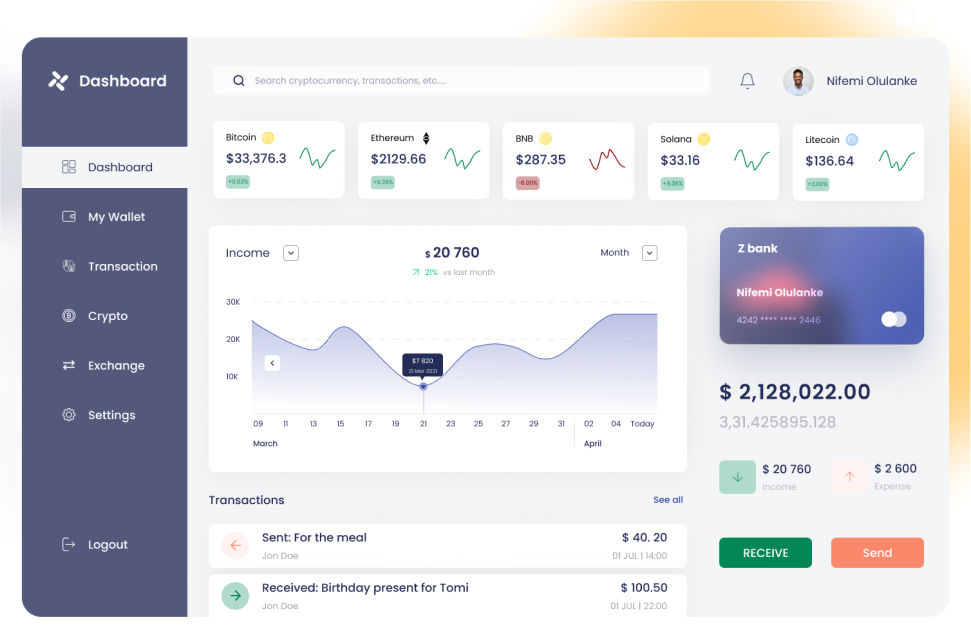 Dashboard
Search cryptocurrency, transactions, etc.....
Nifemi Olulanke
Dashboard
My Wallet
Transaction
Crypto
Exchange
Settings
Logout
Bitcoin
$33,376.3
+0.63%
Ethereum
$2129.66
+9.38%
BNB
$287.35
-6.00%
Solana
$33.16
+9.36%
Litecoin
$136.64
+3.00%
Income
$ 20 760
21% vs last month
Month
30K
20K
10K
$7 820
21 Mar 2021
09 11 13 15 17 19 21 23 25 27 29 31 02 04 Today
March April
Z bank
Nifemi Olulanke
4242 **** **** 2446
$ 2,128,022.00
3,31.425895.128
$ 20 760
Income
$ 2 600
Expense
RECEIVE
Send
Transactions
See all
Sent: For the meal
$ 40. 20
Jon Doe
01 JUL | 14:00
Received: Birthday present for Tomi
$ 100.50
Jon Doe
01 JUL | 22:00